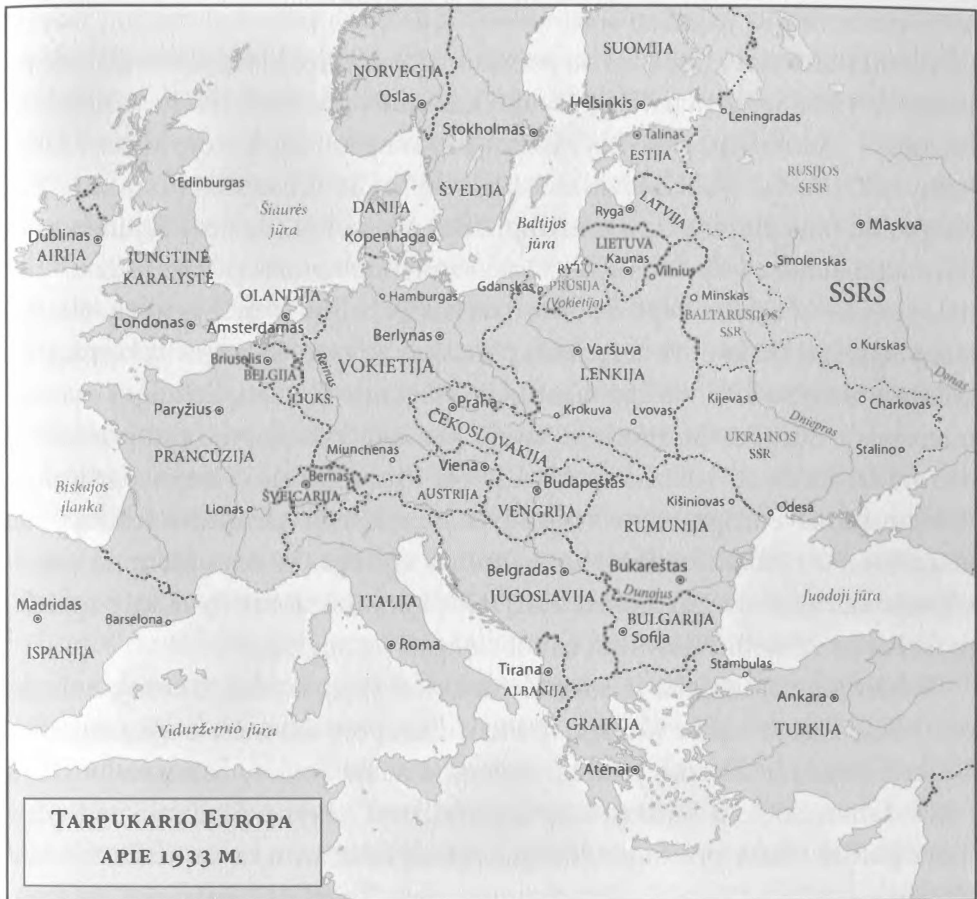 SUOMIJA
NORVEGIJA
Oslas
Helsinkis
Leningradas
Stokholmas
Talinas
ESTIJA
RUSIJOS
SFSR
Edinburgas
ŠVEDIJA
Šiaurės
jūra
DANIJA
Baltijos
jūra
Ryga
LATVIJA
Maskva
Dublinas
AIRIJA
Kopenhaga
LIETUVA
Kaunas
Vilnius
Smolenskas
JUNGTINĖ
KARALYSTĖ
RYTŲ
PRŪSIJA
(Vokietija)
Gdanskas
Hamburgas
Minskas
BALTARUSIJOS
SSR
SSRS
OLANDIJA
Amsterdamas
Londonas
Berlynas
Varšuva
Kurskas
Briuselis
BELGIJA
Reinas
VOKIETIJA
LENKIJA
LIUKS.
Donas
Paryžius
Praha
Krokuva
Lvovas
Kijevas
Charkovas
Dniepras
PRANCŪZIJA
ČEKOSLOVAKIJA
UKRAINOS
SSR
Stalino
Miunchenas
Viena
Biskajos
įlanka
Bernas
ŠVEICARIJA
Budapeštas
AUSTRIJA
VENGRIJA
Kišiniovas
Odesa
Lionas
RUMUNIJA
Belgradas
Bukareštas
JUGOSLAVIJA
Dunojus
Juodoji jūra
Madridas
Barselona
ITALIJA
BULGARIJA
Sofija
ISPANIJA
Roma
Tirana
ALBANIJA
Stambulas
Ankara
TURKIJA
GRAIKIJA
Viduržemio jūra
Atėnai
TARPUKARIO EUROPA
APIE 1933 M.